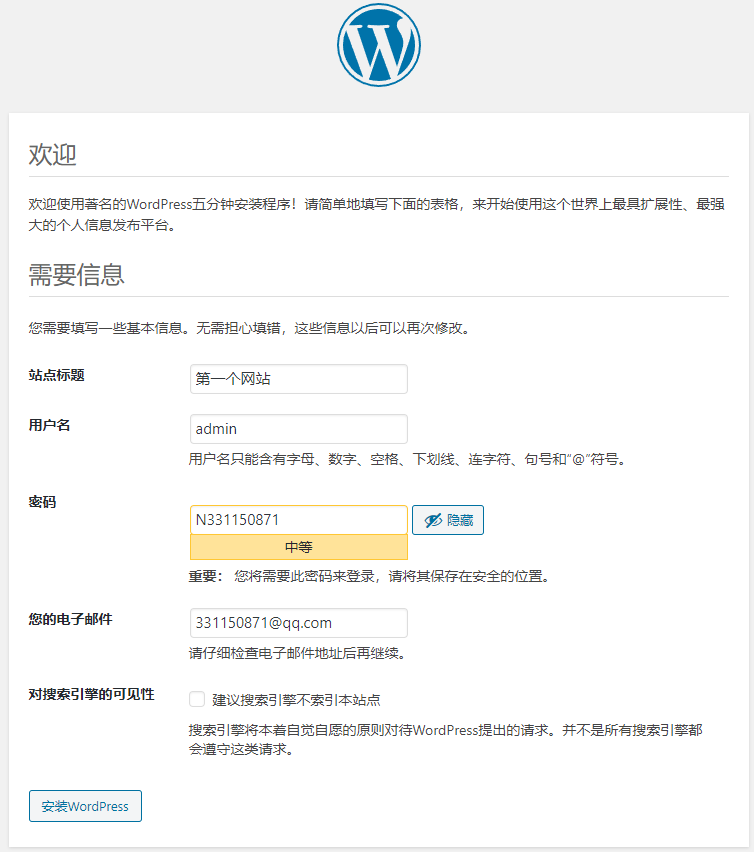 欢迎
欢迎使用著名的WordPress五分钟安装程序！请简单地填写下面的表格，来开始使用这个世界上最具扩展性、最强
大的个人信息发布平台。
需要信息
您需要填写一些基本信息。无需担心填错，这些信息以后可以再次修改。
站点标题
第一个网站
用户名
admin
用户名只能含有字母、数字、空格、下划线、连字符、句号和“@”符号。
密码
N331150871
隐藏
中等
重要： 您将需要此密码来登录，请将其保存在安全的位置。
您的电子邮件
331150871@qq.com
请仔细检查电子邮件地址后再继续。
对搜索引擎的可见性
建议搜索引擎不索引本站点
搜索引擎将本着自觉自愿的原则对待WordPress提出的请求。并不是所有搜索引擎都
会遵守这类请求。
安装WordPress